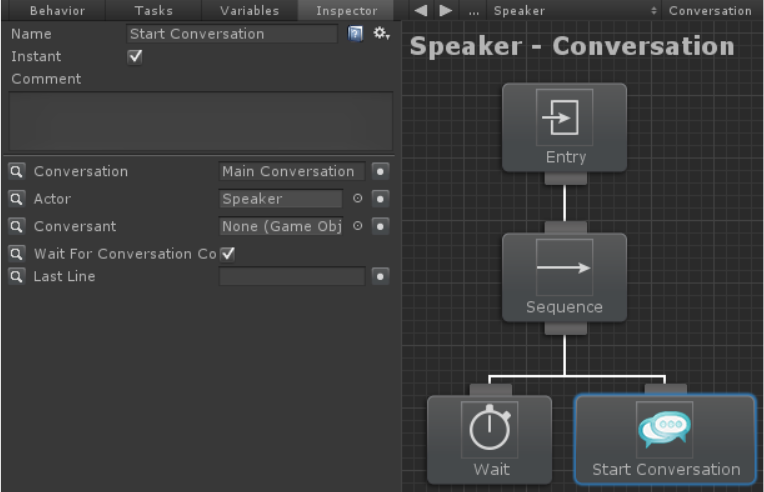 Behavior Tasks Variables Inspector
Name Start Conversation
Instant
Comment
Conversation Main Conversation
Actor Speaker
Conversant None (Game Obj
Wait For Conversation Co
Last Line
... Speaker Conversation
Speaker - Conversation
Entry
Sequence
Wait Start Conversation